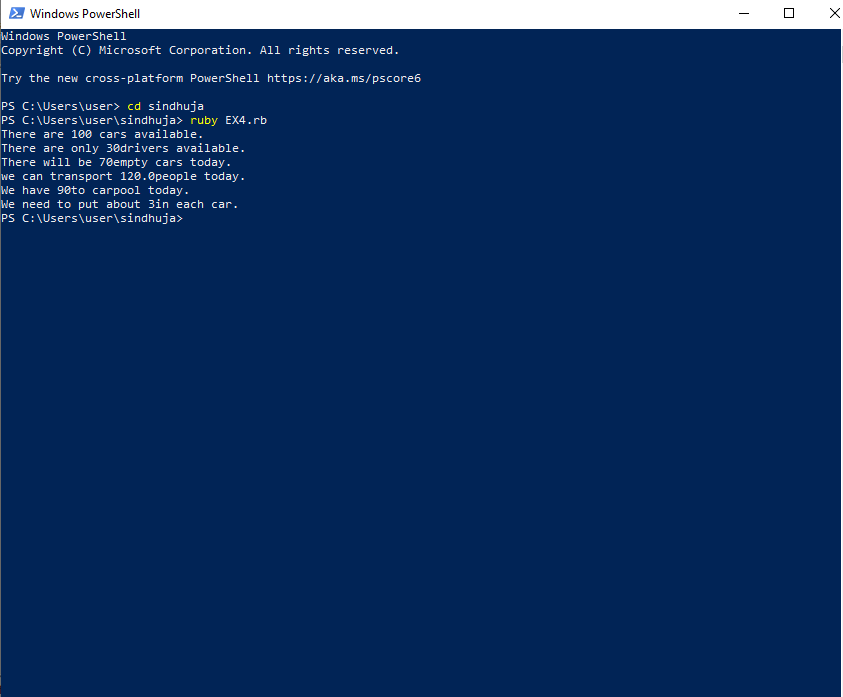 Windows PowerShell
Windows PowerShell
Copyright (C) Microsoft Corporation. All rights reserved.
Try the new cross-platform PowerShell https://aka.ms/pscore6
PS C:\Users\user> cd sindhuja
PS C:\Users\user\sindhuja> ruby EX4.rb
There are 100 cars available.
There are only 30drivers available.
There will be 70empty cars today.
we can transport 120.0people today.
We have 90to carpool today.
We need to put about 3in each car.
PS C:\Users\user\sindhuja>